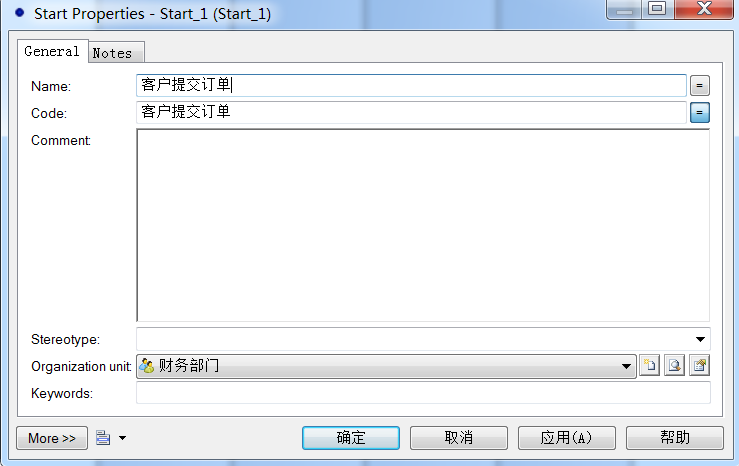 Start Properties - Start_1 (Start_1)
General Notes
Name: 客户提交订单 =
Code: 客户提交订单 =
Comment:
Stereotype:
Organization unit: 财务部门
Keywords:
More >> 确定 取消 应用(A) 帮助